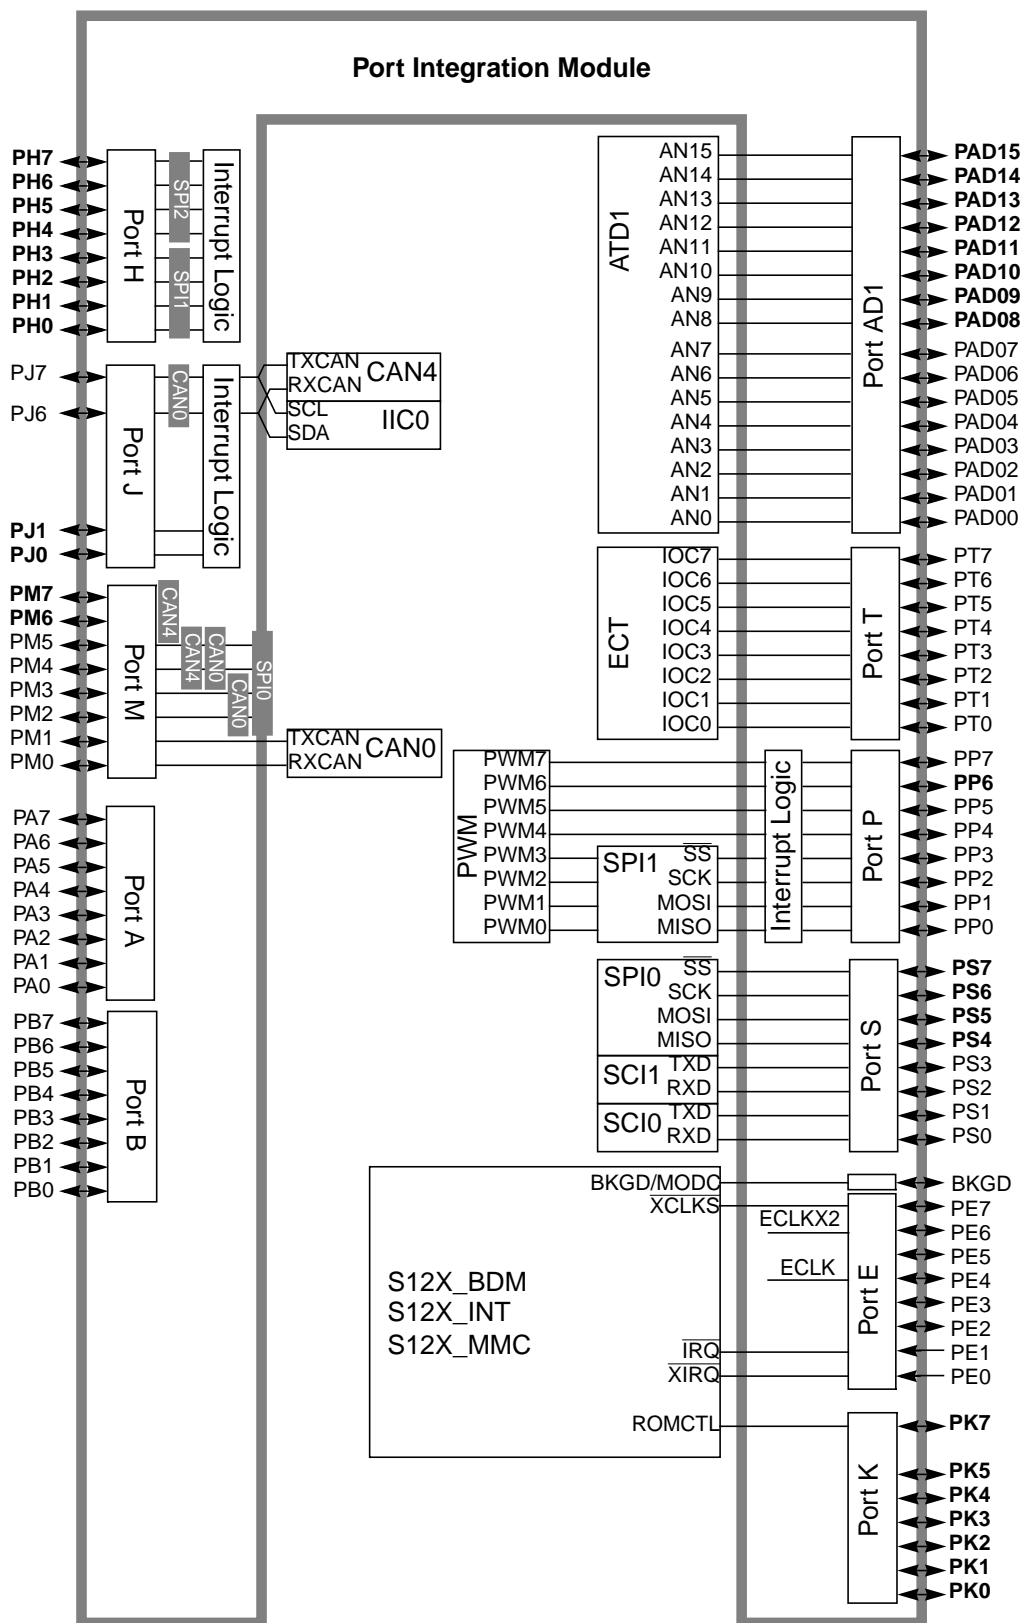 Port Integration Module
PH7
PH6
PH5
PH4
PH3
PH2
PH1
PH0
Port H
SPI2
SPI1
Interrupt Logic
PJ7
PJ6
PJ1
PJ0
Port J
CAN0
Interrupt Logic
TXCAN
RXCAN
CAN4
SCL
SDA
IIC0
PM7
PM6
PM5
PM4
PM3
PM2
PM1
PM0
Port M
CAN4
CAN4
CAN0
CAN0
SPI0
TXCAN
RXCAN
CAN0
PA7
PA6
PA5
PA4
PA3
PA2
PA1
PA0
Port A
PB7
PB6
PB5
PB4
PB3
PB2
PB1
PB0
Port B
ATD1
AN15
AN14
AN13
AN12
AN11
AN10
AN9
AN8
AN7
AN6
AN5
AN4
AN3
AN2
AN1
AN0
Port AD1
PAD15
PAD14
PAD13
PAD12
PAD11
PAD10
PAD09
PAD08
PAD07
PAD06
PAD05
PAD04
PAD03
PAD02
PAD01
PAD00
ECT
IOC7
IOC6
IOC5
IOC4
IOC3
IOC2
IOC1
IOC0
Port T
PT7
PT6
PT5
PT4
PT3
PT2
PT1
PT0
PWM
PWM7
PWM6
PWM5
PWM4
PWM3
PWM2
PWM1
PWM0
SPI1
SS
SCK
MOSI
MISO
Interrupt Logic
Port P
PP7
PP6
PP5
PP4
PP3
PP2
PP1
PP0
SPI0
SS
SCK
MOSI
MISO
SCI1
TXD
RXD
SCI0
TXD
RXD
Port S
PS7
PS6
PS5
PS4
PS3
PS2
PS1
PS0
S12X_BDM
S12X_INT
S12X_MMC
BKGD/MODC
XCLKS
ECLKX2
ECLK
IRQ
XIRQ
ROMCTL
BKGD
Port E
PE7
PE6
PE5
PE4
PE3
PE2
PE1
PE0
Port K
PK7
PK5
PK4
PK3
PK2
PK1
PK0